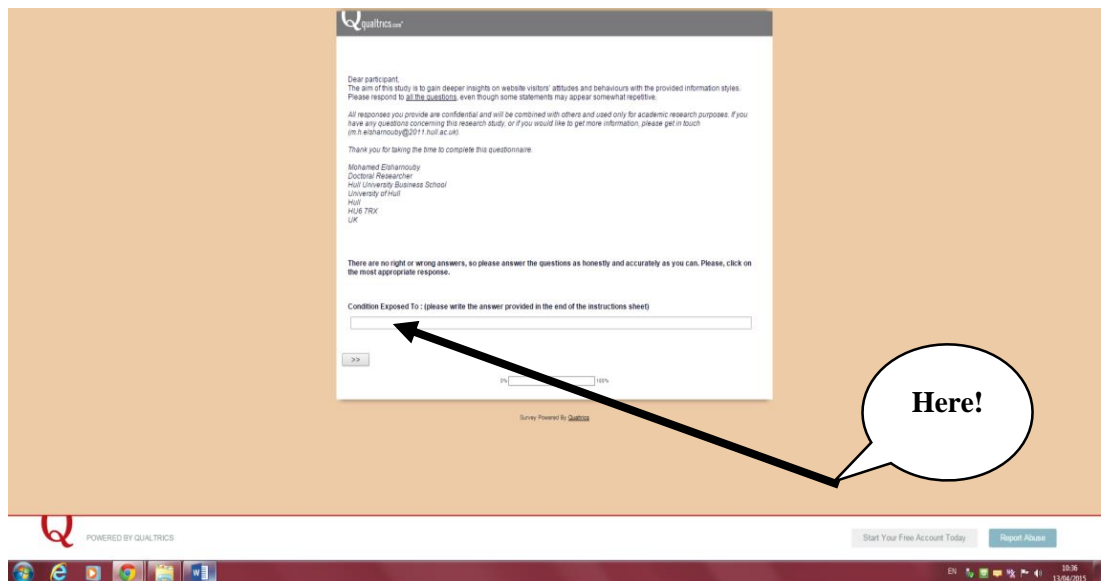 qualtrics.com
Dear participant,
The aim of this study is to gain deeper insights on website visitors' attitudes and behaviours with the provided information styles.
Please respond to all the questions, even though some statements may appear somewhat repetitive.
All responses you provide are confidential and will be combined with others and used only for academic research purposes. If you
have any questions concerning this research study, or if you would like to get more information, please get in touch
(m.h.elsharnouby@2011.hull.ac.uk).
Thank you for taking the time to complete this questionnaire.
Mohamed Elsharnouby
Doctoral Researcher
Hull University Business School
University of Hull
Hull
HU6 7RX
UK
There are no right or wrong answers, so please answer the questions as honestly and accurately as you can. Please, click on
the most appropriate response.
Condition Exposed To : (please write the answer provided in the end of the instructions sheet)
>>
0% 100%
Survey Powered By Qualtrics
Here!
POWERED BY QUALTRICS
Start Your Free Account Today
Report Abuse
EN
10:36
13/04/2015